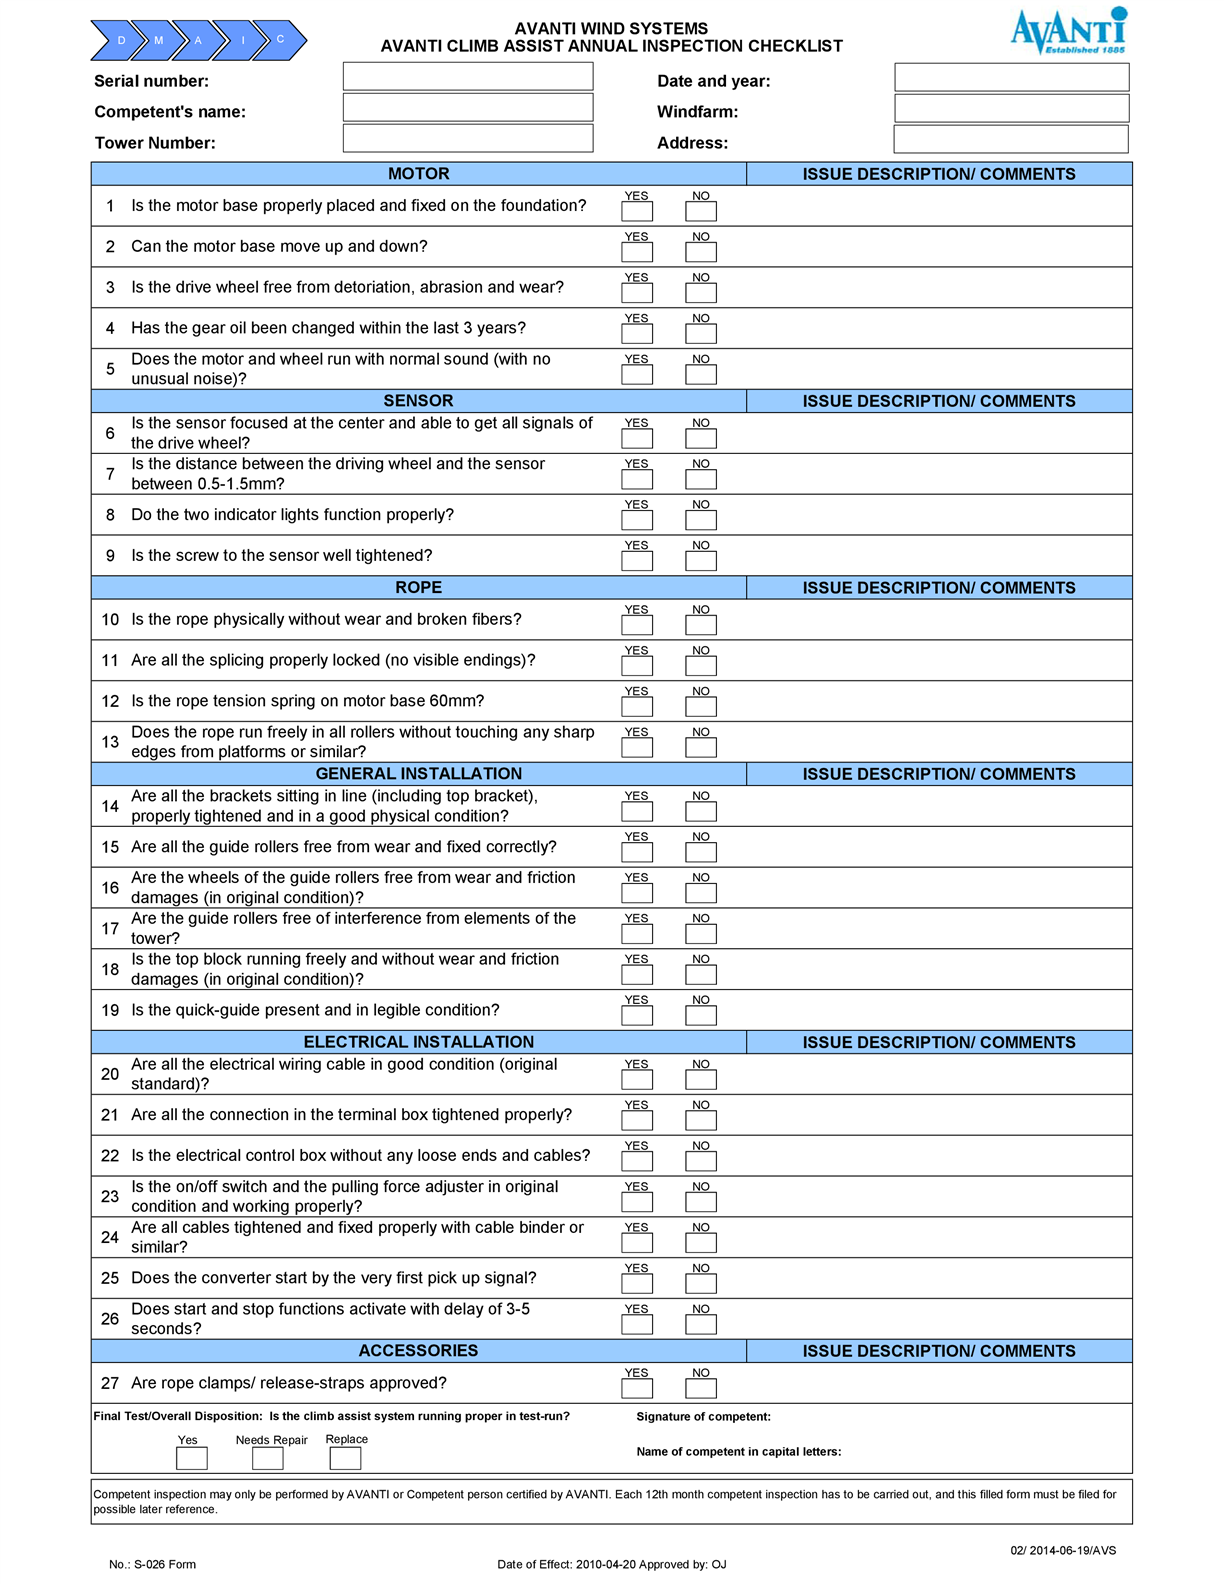 D M A I C
AVANTI WIND SYSTEMS
AVANTI CLIMB ASSIST ANNUAL INSPECTION CHECKLIST
AVANTI
Established 1885
Serial number: Date and year:
Competent's name: Windfarm:
Tower Number: Address:
MOTOR ISSUE DESCRIPTION/ COMMENTS
1 Is the motor base properly placed and fixed on the foundation? YES NO
2 Can the motor base move up and down? YES NO
3 Is the drive wheel free from detoriation, abrasion and wear? YES NO
4 Has the gear oil been changed within the last 3 years? YES NO
5 Does the motor and wheel run with normal sound (with no YES NO
unusual noise)?
SENSOR ISSUE DESCRIPTION/ COMMENTS
6 Is the sensor focused at the center and able to get all signals of YES NO
the drive wheel?
7 Is the distance between the driving wheel and the sensor YES NO
between 0.5-1.5mm?
8 Do the two indicator lights function properly? YES NO
9 Is the screw to the sensor well tightened? YES NO
ROPE ISSUE DESCRIPTION/ COMMENTS
10 Is the rope physically without wear and broken fibers? YES NO
11 Are all the splicing properly locked (no visible endings)? YES NO
12 Is the rope tension spring on motor base 60mm? YES NO
13 Does the rope run freely in all rollers without touching any sharp YES NO
edges from platforms or similar?
GENERAL INSTALLATION ISSUE DESCRIPTION/ COMMENTS
14 Are all the brackets sitting in line (including top bracket), YES NO
properly tightened and in a good physical condition?
15 Are all the guide rollers free from wear and fixed correctly? YES NO
16 Are the wheels of the guide rollers free from wear and friction YES NO
damages (in original condition)?
17 Are the guide rollers free of interference from elements of the YES NO
tower?
18 Is the top block running freely and without wear and friction YES NO
damages (in original condition)?
19 Is the quick-guide present and in legible condition? YES NO
ELECTRICAL INSTALLATION ISSUE DESCRIPTION/ COMMENTS
20 Are all the electrical wiring cable in good condition (original YES NO
standard)?
21 Are all the connection in the terminal box tightened properly? YES NO
22 Is the electrical control box without any loose ends and cables? YES NO
23 Is the on/off switch and the pulling force adjuster in original YES NO
condition and working properly?
24 Are all cables tightened and fixed properly with cable binder or YES NO
similar?
25 Does the converter start by the very first pick up signal? YES NO
26 Does start and stop functions activate with delay of 3-5 YES NO
seconds?
ACCESSORIES ISSUE DESCRIPTION/ COMMENTS
27 Are rope clamps/ release-straps approved? YES NO
Final Test/Overall Disposition: Is the climb assist system running proper in test-run? Signature of competent:
Yes Needs Repair Replace
Name of competent in capital letters:
Competent inspection may only be performed by AVANTI or Competent person certified by AVANTI. Each 12th month competent inspection has to be carried out, and this filled form must be filed for
possible later reference.
02/ 2014-06-19/AVS
No.: S-026 Form Date of Effect: 2010-04-20 Approved by: OJ